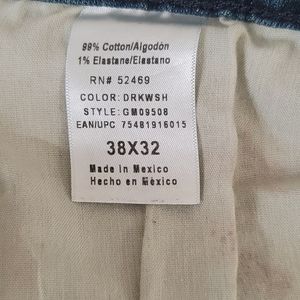 99% Cotton/Algodón
1% Elastane/Elastano
RN# 52469
COLOR: DRKWSH
STYLE: GM09508
EAN/UPC 75481916015
38X32
Made in Mexico
Hecho en México